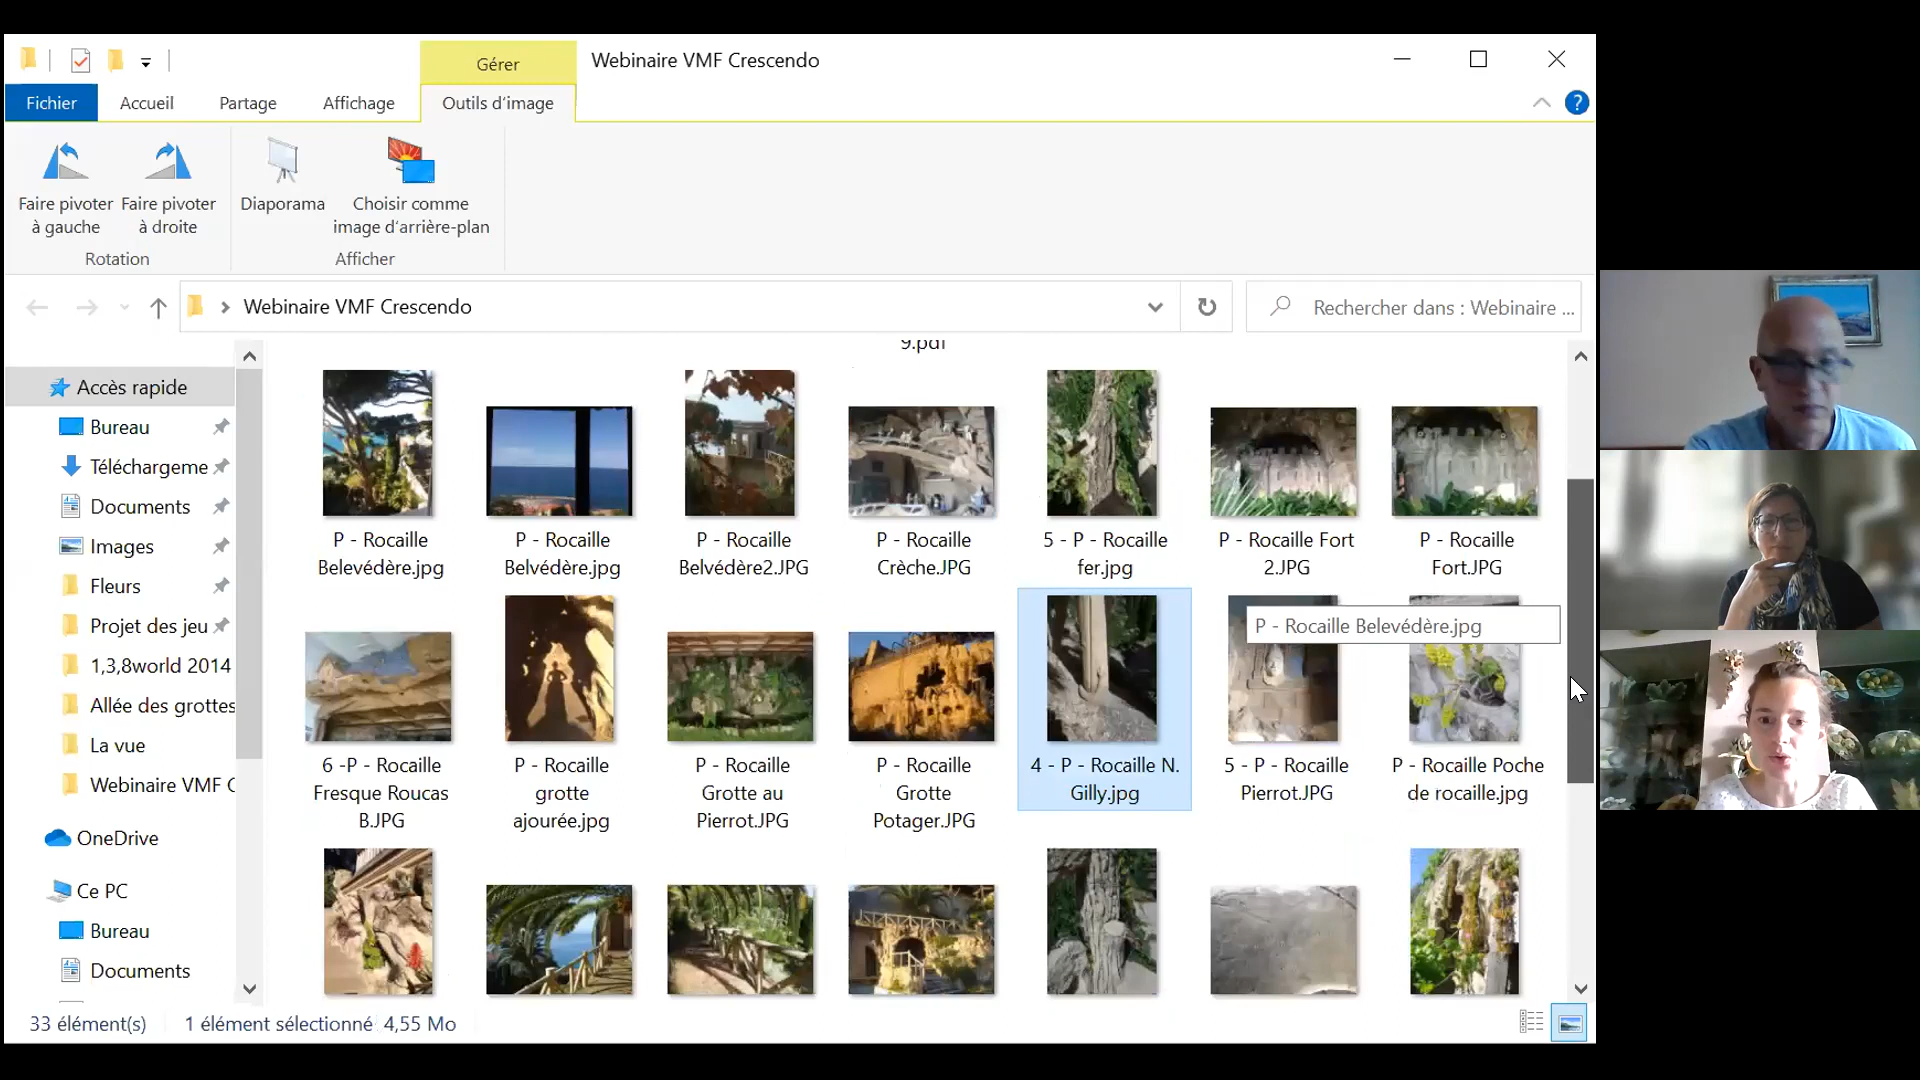 Gérer
Webinaire VMF Crescendo
Fichier
Accueil
Partage
Affichage
Outils d'image
?
Faire pivoter
à gauche
Faire pivoter
à droite
Diaporama
Choisir comme
image d'arrière-plan
Rotation
Afficher
Webinaire VMF Crescendo
Rechercher dans : Webinaire ...
Accès rapide
Bureau
Téléchargeme
Documents
Images
Fleurs
Projet des jeu
1,3,8world 2014
Allée des grottes
La vue
Webinaire VMF C
OneDrive
Ce PC
Bureau
Documents
9.pdf
P - Rocaille
Belevédère.jpg
P - Rocaille
Belvédère.jpg
P - Rocaille
Belvédère2.JPG
P - Rocaille
Crèche.JPG
5 - P - Rocaille
fer.jpg
P - Rocaille Fort
2.JPG
P - Rocaille
Fort.JPG
P - Rocaille Belevédère.jpg
6 -P - Rocaille
Fresque Roucas
B.JPG
P - Rocaille
grotte
ajourée.jpg
P - Rocaille
Grotte au
Pierrot.JPG
P - Rocaille
Grotte
Potager.JPG
4 - P - Rocaille N.
Gilly.jpg
5 - P - Rocaille
Pierrot.JPG
P - Rocaille Poche
de rocaille.jpg
33 élément(s)
1 élément sélectionné 4,55 Mo